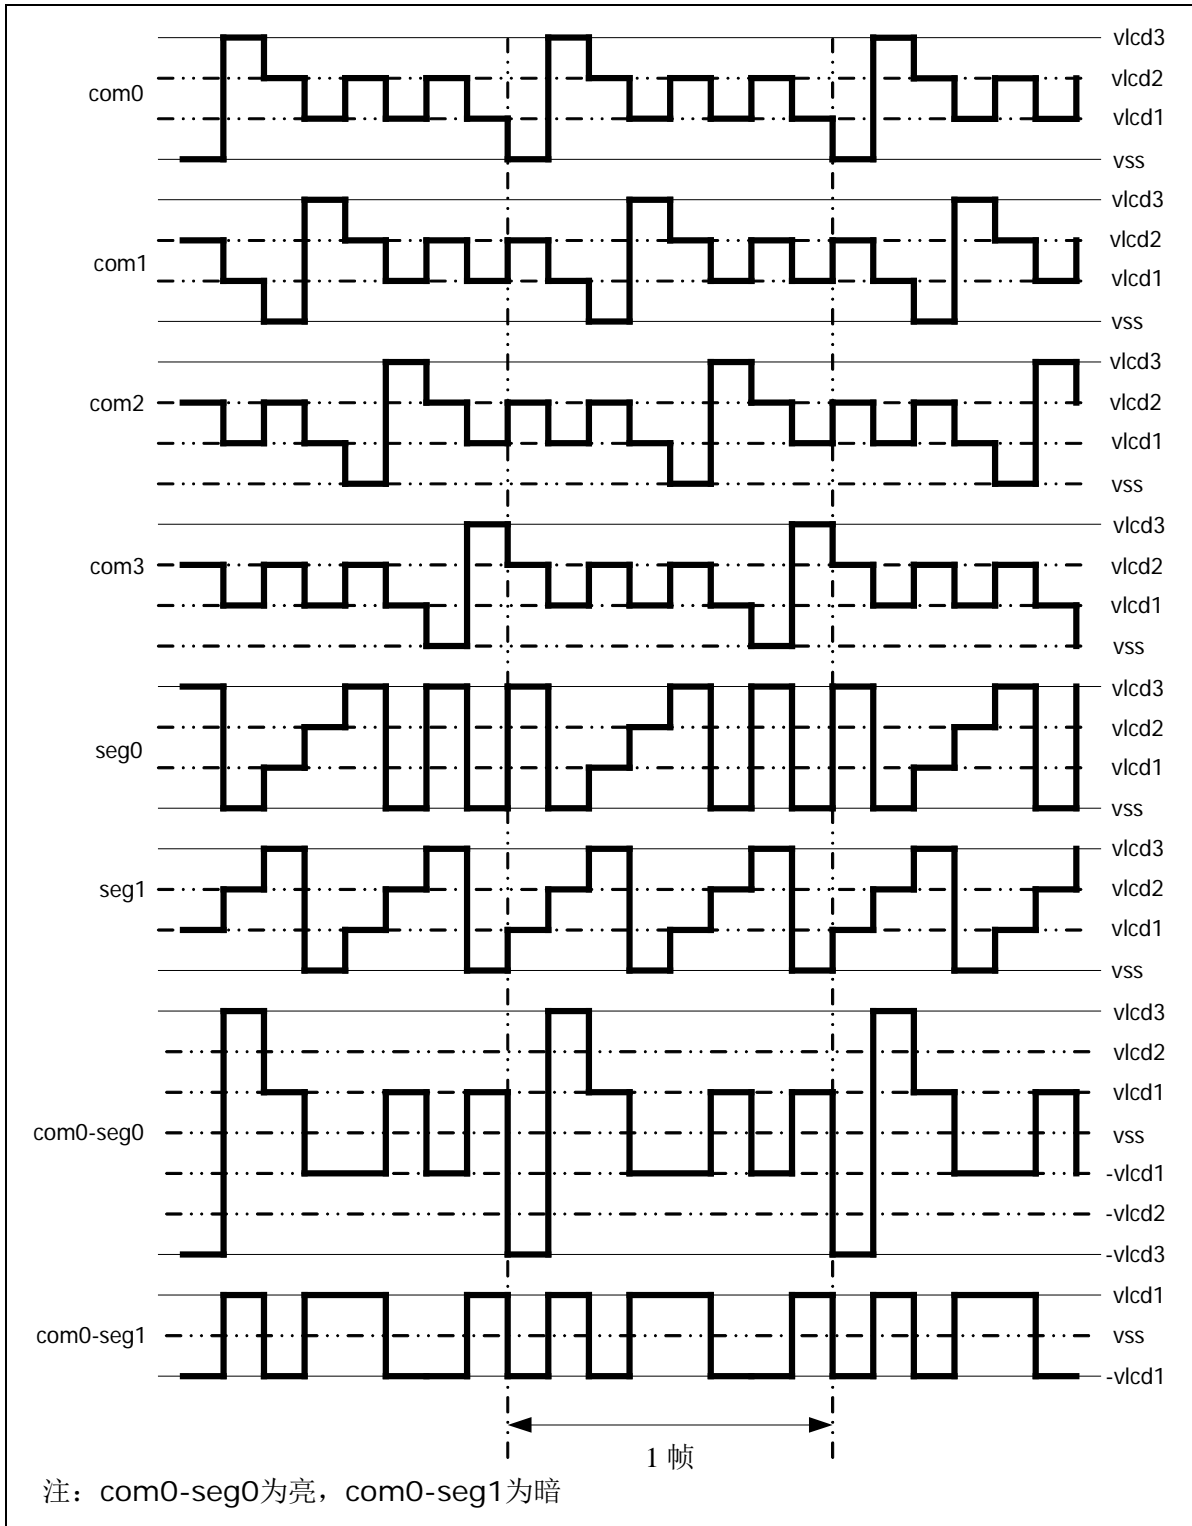 vlcd3
com0
vlcd2
vlcd1
vss
vlcd3
com1
vlcd2
vlcd1
vss
vlcd3
com2
vlcd2
vlcd1
vss
vlcd3
com3
vlcd2
vlcd1
vss
vlcd3
vlcd2
seg0
vlcd1
vss
vlcd3
seg1
vlcd2
vlcd1
vss
vlcd3
vlcd2
vlcd1
com0-seg0
vss
-vlcd1
-vlcd2
-vlcd3
vlcd1
com0-seg1
vss
-vlcd1
1 帧
注：com0-seg0为亮，com0-seg1为暗